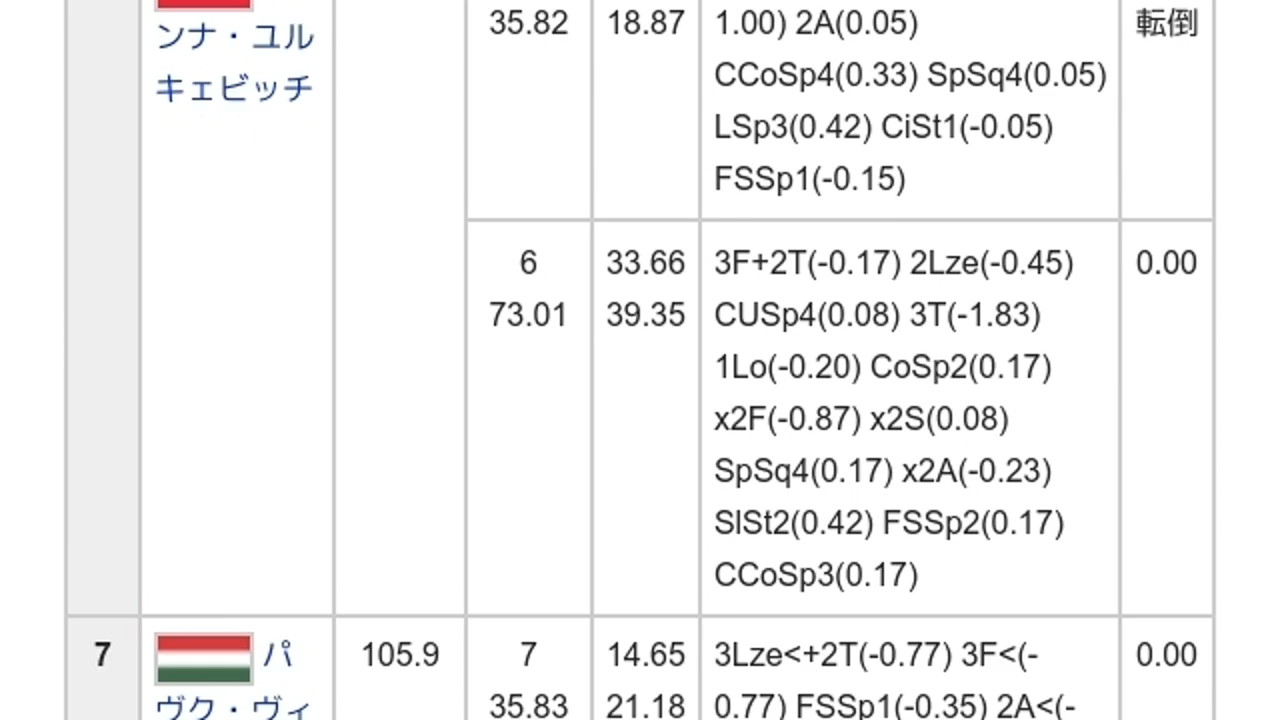 ンナ・ユル
キェビッチ
35.82
18.87
1.00) 2A(0.05)
CCoSp4(0.33) SpSq4(0.05)
LSp3(0.42) CiSt1(-0.05)
FSSp1(-0.15)
転倒
6
73.01
33.66
39.35
3F+2T(-0.17) 2Lze(-0.45)
CUSp4(0.08) 3T(-1.83)
1Lo(-0.20) CoSp2(0.17)
x2F(-0.87) x2S(0.08)
SpSq4(0.17) x2A(-0.23)
SlSt2(0.42) FSSp2(0.17)
CCoSp3(0.17)
0.00
7
パ
ヴク・ヴィ
105.9
7
35.83
14.65
21.18
3Lze<+2T(-0.77) 3F<(-
0.77) FSSp1(-0.35) 2A<(-
0.00